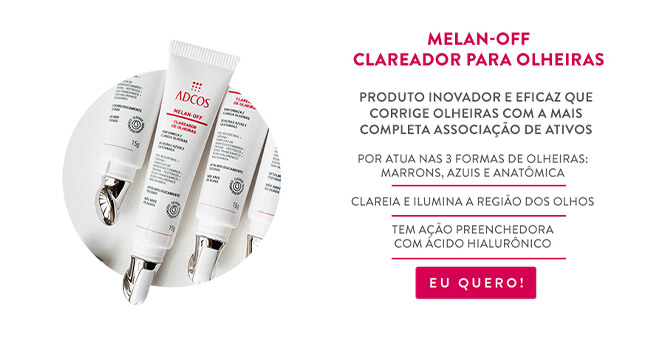 MELAN-OFF
CLAREADOR PARA OLHEIRAS
PRODUTO INOVADOR E EFICAZ QUE
CORRIGE OLHEIRAS COM A MAIS
COMPLETA ASSOCIAÇÃO DE ATIVOS
POR ATUA NAS 3 FORMAS DE OLHEIRAS:
MARRONS, AZUIS E ANATÔMICA
CLAREIA E ILUMINA A REGIÃO DOS OLHOS
TEM AÇÃO PREENCHEDORA
COM ÁCIDO HIALURÔNICO
EU QUERO!
ADCOS
MELAN-OFF
CLAREADOR
DE OLHEIRAS
15g
15g